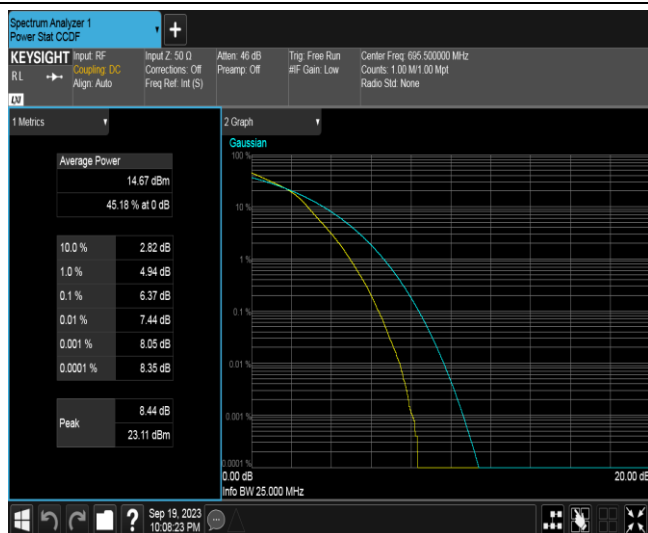 Spectrum Analyzer 1
Power Stat CCDF
+
KEYSIGHT
RL
LXI
Input: RF
Coupling: DC
Align: Auto
Input Z: 50 Ω
Corrections: Off
Freq Ref: Int (S)
Atten: 46 dB
Preamp: Off
Trig: Free Run
#IF Gain: Low
Center Freq: 695.500000 MHz
Counts: 1.00 M/1.00 Mpt
Radio Std: None
1 Metrics
Average Power
14.67 dBm
45.18 % at 0 dB
10.0 % 2.82 dB
1.0 % 4.94 dB
0.1 % 6.37 dB
0.01 % 7.44 dB
0.001 % 8.05 dB
0.0001 % 8.35 dB
Peak
8.44 dB
23.11 dBm
2 Graph
Gaussian
100 %
10 %
1 %
0.1 %
0.01 %
0.001 %
0.0001 %
0.00 dB 20.00 dB
Info BW 25.000 MHz
?
Sep 19, 2023
10:08:23 PM